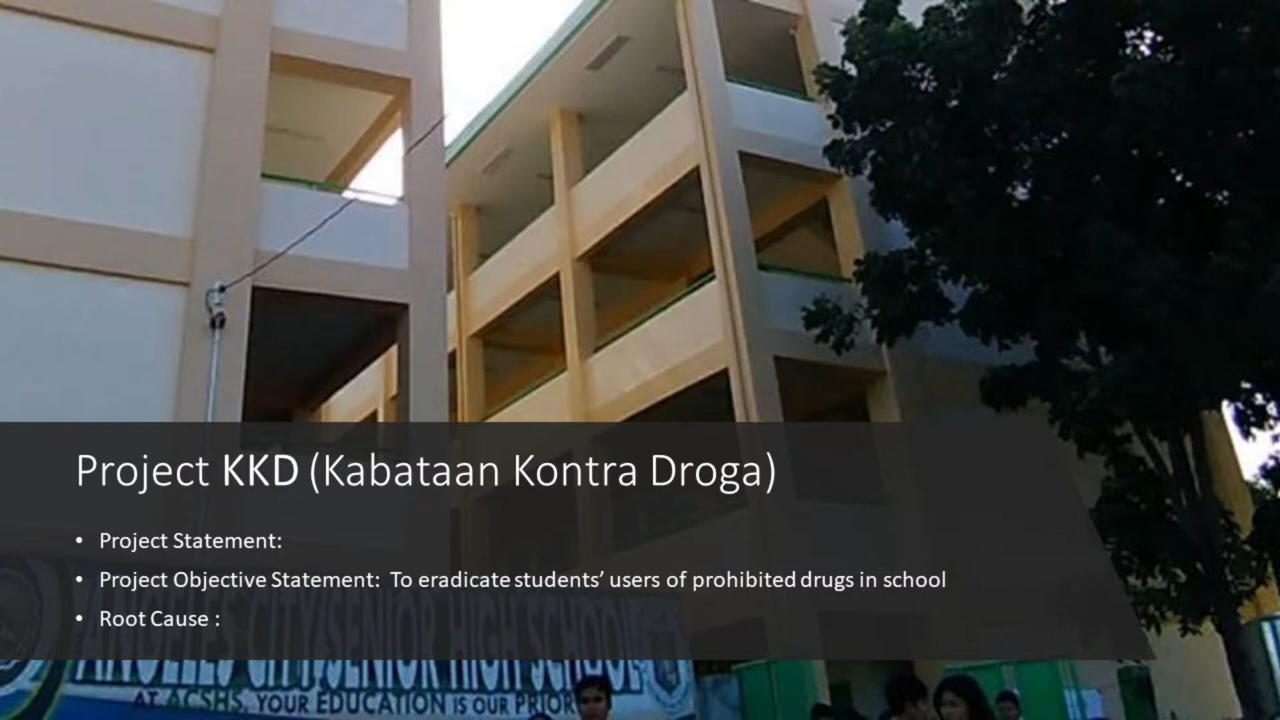 Project KKD (Kabataan Kontra Droga)
• Project Statement:
• Project Objective Statement: To eradicate students’ users of prohibited drugs in school
• Root Cause :
ANGELES CITY SENIOR HIGH SCHOOL
AT ACSHS, YOUR EDUCATION IS OUR